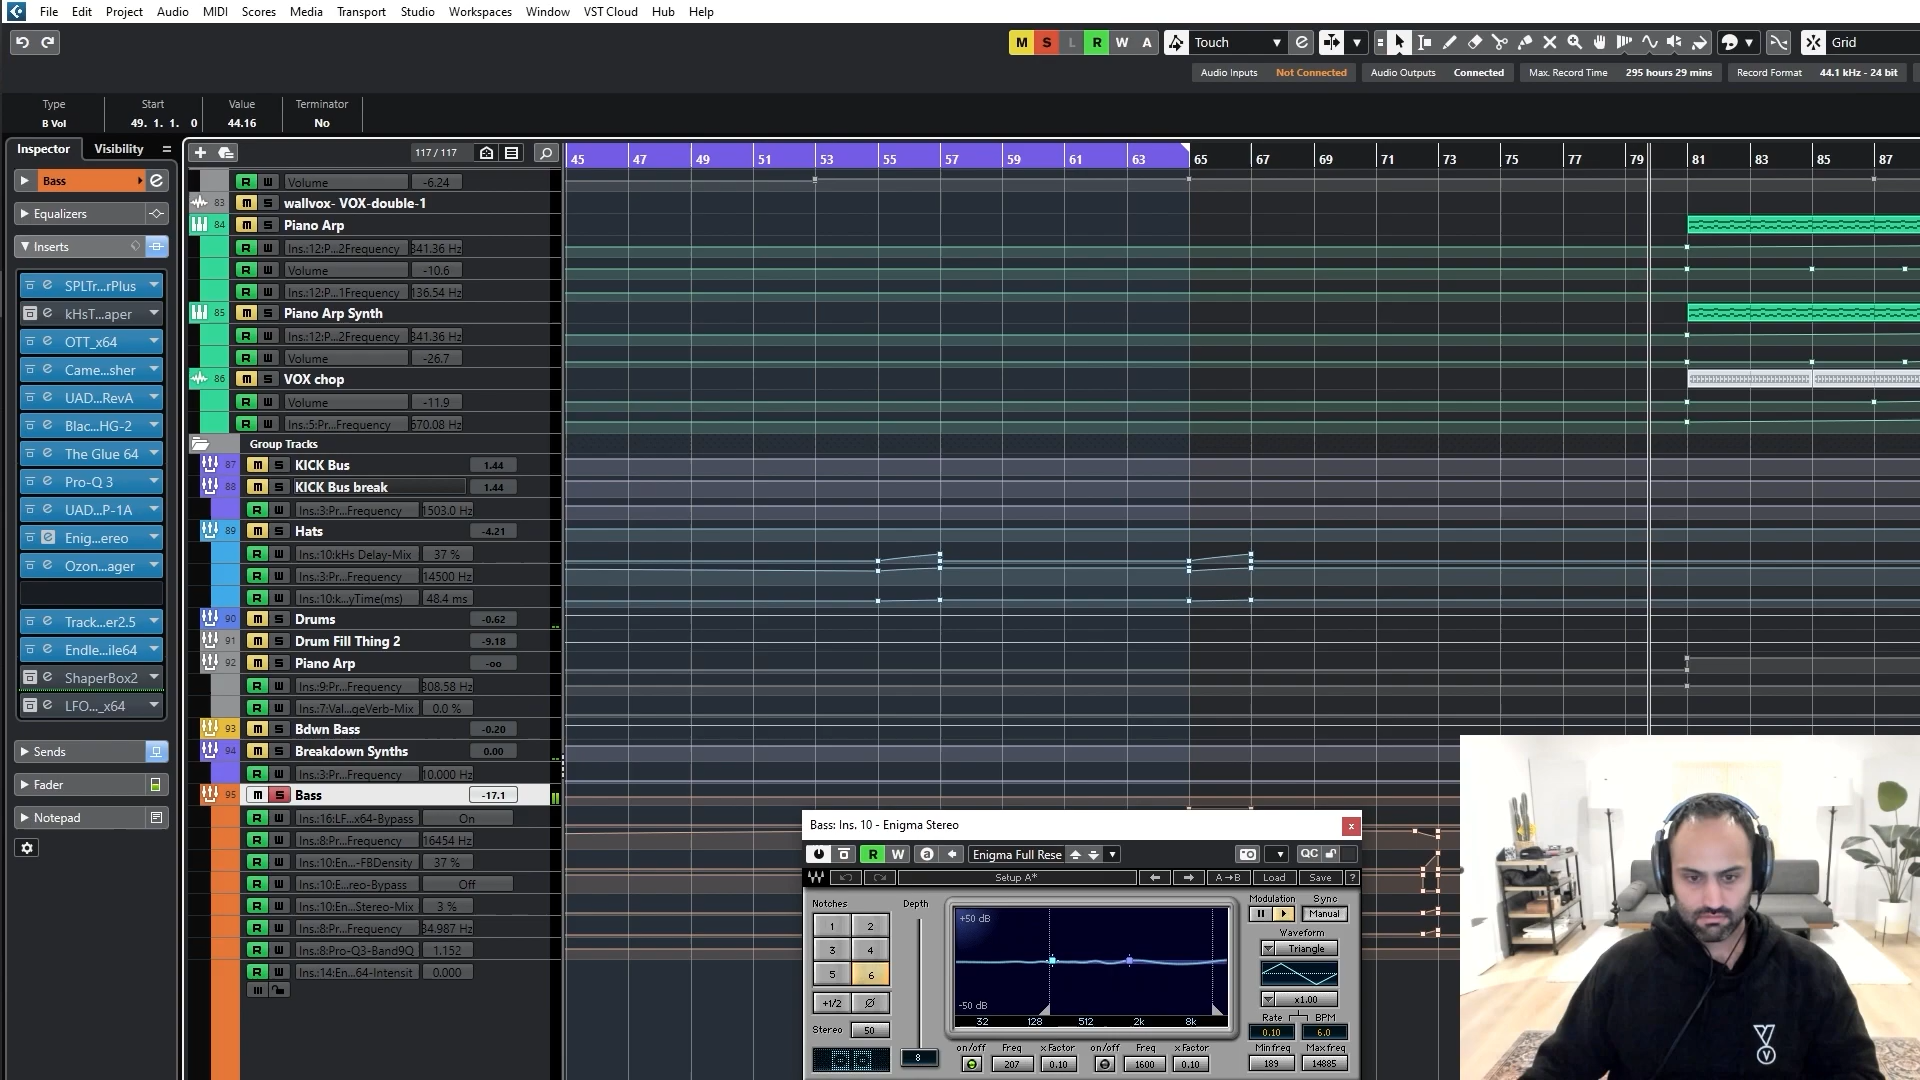 File Edit Project Audio MIDI Scores Media Transport Studio Workspaces Window VST Cloud Hub Help
M S L R W A Touch Grid
Audio Inputs Not Connected Audio Outputs Connected Max. Record Time 295 hours 29 mins Record Format 44.1 kHz - 24 bit
Type Start Value Terminator
B Vol 49. 1. 1. 0 44.16 No
Inspector Visibility
117 / 117
45 47 49 51 53 55 57 59 61 63 65 67 69 71 73 75 77 79 81 83 85 87
Bass
Equalizers
Inserts
SPLTr...rPlus
kHsT...aper
OTT_x64
Came...sher
UAD...RevA
Blac...HG-2
The Glue 64
Pro-Q 3
UAD...P-1A
Enig...ereo
Ozon...ager
Track...er2.5
Endle...ile64
ShaperBox2
LFO..._x64
Sends
Fader
Notepad
R W Volume -6.24
83 M S wallvox- VOX-double-1
84 M S Piano Arp
R W Ins.:12:P...2Frequency 341.36 Hz
R W Volume -10.6
R W Ins.:12:P...1Frequency 136.54 Hz
85 M S Piano Arp Synth
R W Ins.:12:P...2Frequency 341.36 Hz
R W Volume -26.7
86 M S VOX chop
R W Volume -11.9
R W Ins.:5:Pr...Frequency 570.08 Hz
Group Tracks
87 M S KICK Bus 1.44
88 M S KICK Bus break 1.44
R W Ins.:3:Pr...Frequency 1503.0 Hz
89 M S Hats -4.21
R W Ins.:10:kHs Delay-Mix 37 %
R W Ins.:3:Pr...Frequency 14500 Hz
R W Ins.:10:k...yTime(ms) 48.4 ms
90 M S Drums -0.62
91 M S Drum Fill Thing 2 -9.18
92 M S Piano Arp -oo
R W Ins.:9:Pr...Frequency 308.58 Hz
R W Ins.:7:Val...geVerb-Mix 0.0 %
93 M S Bdwn Bass -0.20
94 M S Breakdown Synths 0.00
R W Ins.:3:Pr...Frequency 10.000 Hz
95 M S Bass -17.1
R W Ins.:16:LF...x64-Bypass On
R W Ins.:8:Pr...Frequency 16454 Hz
R W Ins.:10:En...-FBDensity 37 %
R W Ins.:10:E...reo-Bypass Off
R W Ins.:10:En...Stereo-Mix 3 %
R W Ins.:8:Pr...Frequency 34.987 Hz
R W Ins.:8:Pro-Q3-Band9Q 1.152
R W Ins.:14:En...64-Intensit 0.000
Bass: Ins. 10 - Enigma Stereo x
R W a Enigma Full Rese QC
Setup A* A→B Load Save ?
Notches Depth
1 2
3 4
5 6
+1/2 Ø
Stereo 50
8
+50 dB
-50 dB
32 128 512 2k 8k
on/off Freq xFactor on/off Freq xFactor
207 0.10 1600 0.10
Modulation Sync
Manual
Waveform
Triangle
x1.00
Rate BPM
0.10 6.0
Minfreq Maxfreq
189 14885